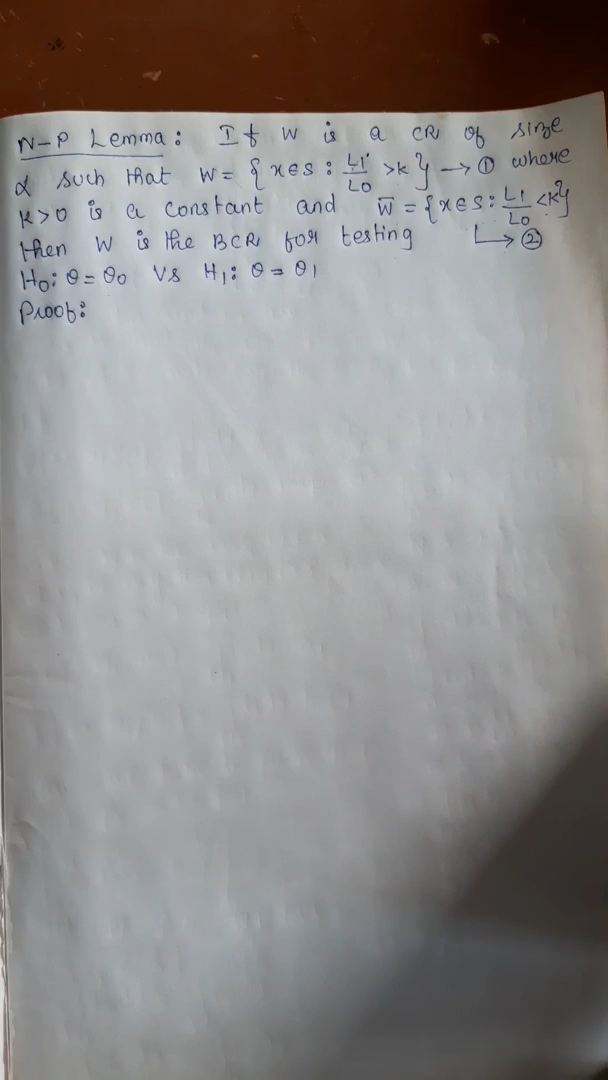 N-P Lemma: If W is a CR of size
α such that W = {x∈S : L1/L0 >k} → ① where
k>0 is a constant and W̅ = {x∈S: L1/L0 <k}
then W is the BCR for testing ↳ ②
H0: θ = θ0 Vs H1: θ = θ1
Proof: